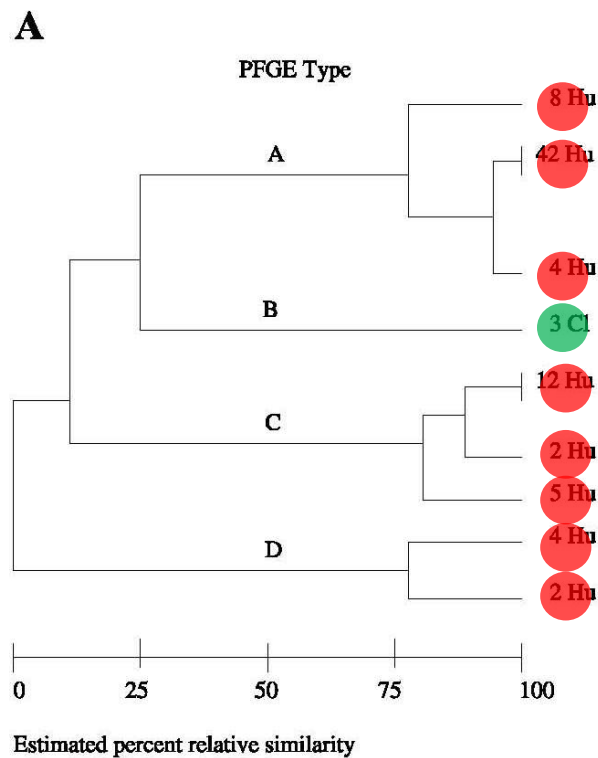 A
PFGE Type
8 Hu
A
42 Hu
4 Hu
B
3 Cl
12 Hu
C
2 Hu
5 Hu
D
4 Hu
2 Hu
0 25 50 75 100
Estimated percent relative similarity